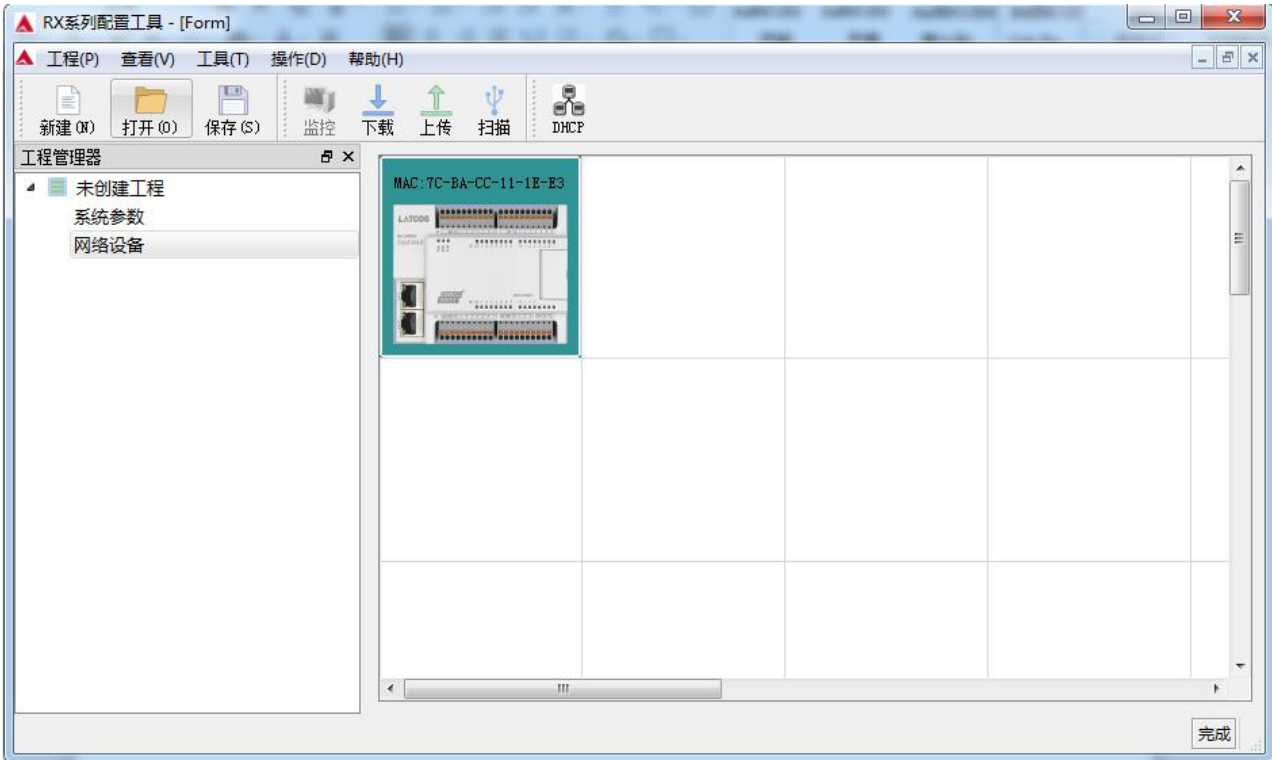 RX系列配置工具 - [Form]
工程(P) 查看(V) 工具(T) 操作(D) 帮助(H)
新建(N) 打开(O) 保存(S) 监控 下载 上传 扫描 DHCP
工程管理器
未创建工程
系统参数
网络设备
MAC:7C-BA-CC-11-1E-E3
LATCOS
完成